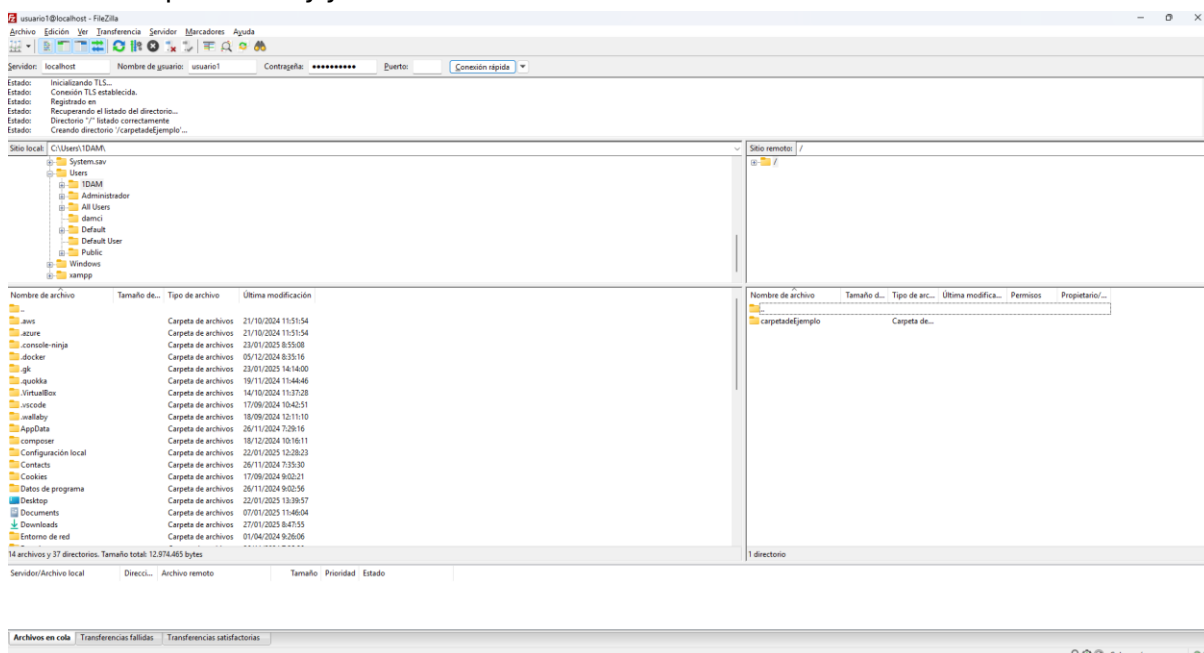 usuario1@localhost - FileZilla
Archivo Edición Ver Transferencia Servidor Marcadores Ayuda
Servidor: localhost Nombre de usuario: usuario1 Contraseña: ●●●●●●●●●● Puerto: Conexión rápida
Estado: Inicializando TLS...
Estado: Conexión TLS establecida.
Estado: Registrado en
Estado: Recuperando el listado del directorio...
Estado: Directorio "/" listado correctamente
Estado: Creando directorio '/carpetadeEjemplo'...
Sitio local: C:\Users\1DAM\
Sitio remoto: /
System.sav
/
Users
1DAM
Administrador
All Users
damci
Default
Default User
Public
Windows
xampp
Nombre de archivo Tamaño de... Tipo de archivo Última modificación
Nombre de archivo Tamaño d... Tipo de arc... Última modifica... Permisos Propietario/...
..
..
.aws Carpeta de archivos 21/10/2024 11:51:54
carpetadeEjemplo Carpeta de...
.azure Carpeta de archivos 21/10/2024 11:51:54
.console-ninja Carpeta de archivos 23/01/2025 8:55:08
.docker Carpeta de archivos 05/12/2024 8:35:16
.gk Carpeta de archivos 23/01/2025 14:14:00
.quokka Carpeta de archivos 19/11/2024 11:44:46
.VirtualBox Carpeta de archivos 14/10/2024 11:37:28
.vscode Carpeta de archivos 17/09/2024 10:42:51
.wallaby Carpeta de archivos 18/09/2024 12:11:10
AppData Carpeta de archivos 26/11/2024 7:29:16
composer Carpeta de archivos 18/12/2024 10:16:11
Configuración local Carpeta de archivos 22/01/2025 12:28:23
Contacts Carpeta de archivos 26/11/2024 7:35:30
Cookies Carpeta de archivos 17/09/2024 9:02:21
Datos de programa Carpeta de archivos 26/11/2024 9:02:56
Desktop Carpeta de archivos 22/01/2025 13:39:57
Documents Carpeta de archivos 07/01/2025 11:46:04
Downloads Carpeta de archivos 27/01/2025 8:47:55
Entorno de red Carpeta de archivos 01/04/2024 9:26:06
14 archivos y 37 directorios. Tamaño total: 12.974.465 bytes
1 directorio
Servidor/Archivo local Direcci... Archivo remoto Tamaño Prioridad Estado
Archivos en cola Transferencias fallidas Transferencias satisfactorias